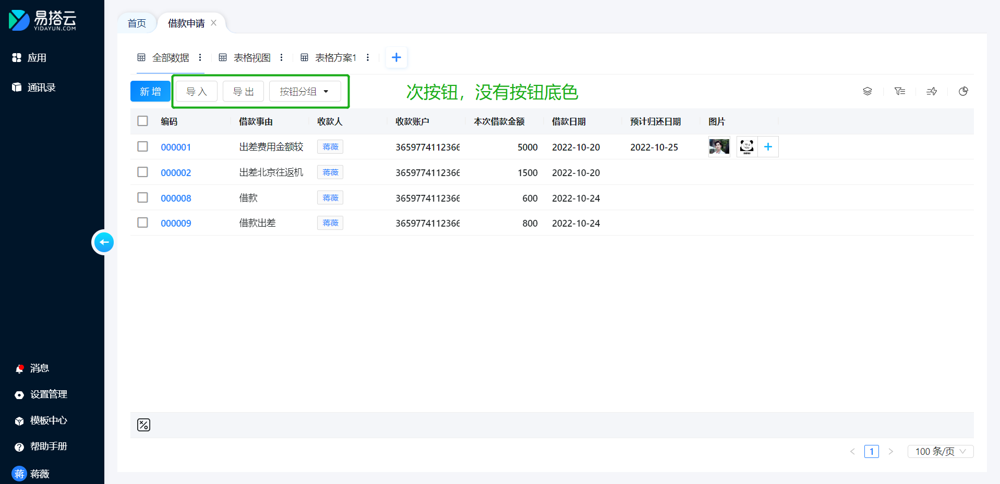 易搭云
YIDAYUN.COM
应用
通讯录
消息
设置管理
模板中心
帮助手册
蒋 蒋薇
首页 借款申请
全部数据 表格视图 表格方案1
新增 导入 导出 按钮分组
次按钮，没有按钮底色
编码 借款事由 收款人 收款账户 本次借款金额 借款日期 预计归还日期 图片
000001 出差费用金额较 蒋薇 3659774112366 5000 2022-10-20 2022-10-25
000002 出差北京往返机 蒋薇 3659774112366 1500 2022-10-20
000008 借款 蒋薇 3659774112366 600 2022-10-24
000009 借款出差 蒋薇 3659774112366 800 2022-10-24
1 100 条/页